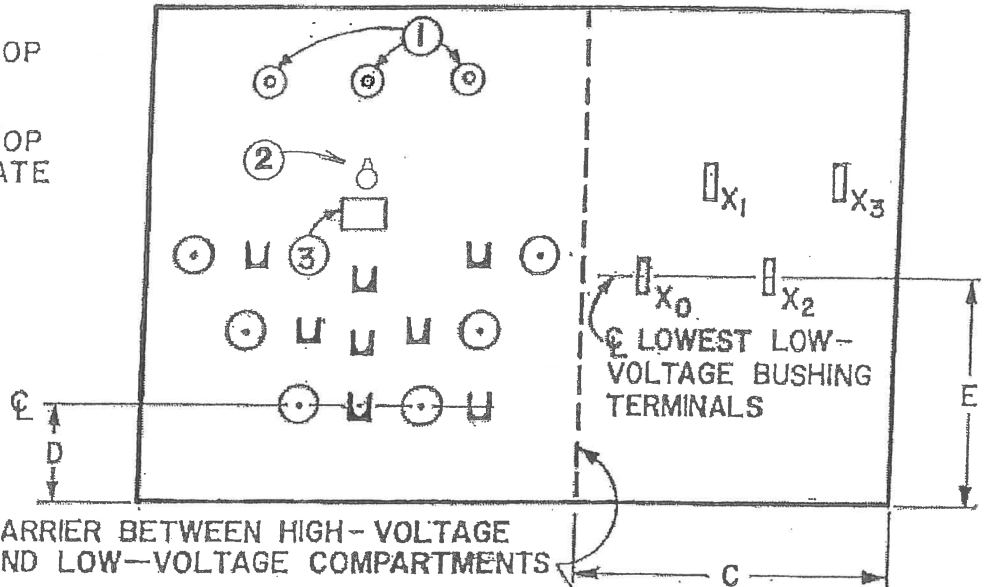 OP
1
OP
ATE
2
X1
X3
3
X0
X2
℄ LOWEST LOW-
VOLTAGE BUSHING
TERMINALS
℄
D
E
ARRIER BETWEEN HIGH-VOLTAGE
ND LOW-VOLTAGE COMPARTMENTS
C